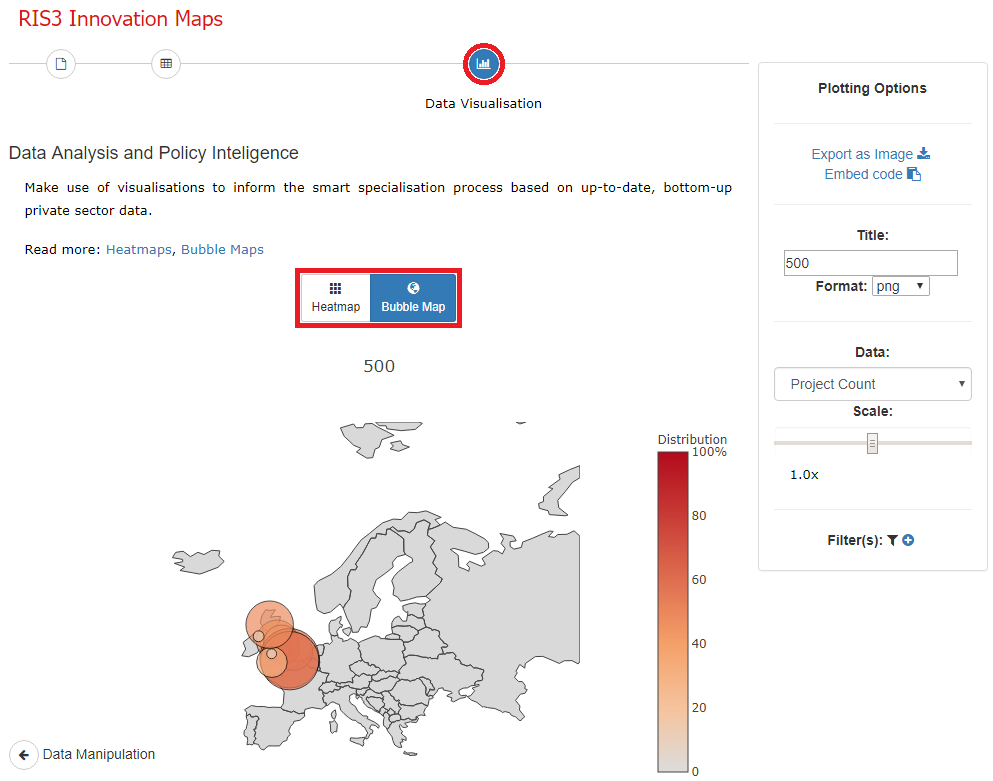 RIS3 Innovation Maps
Data Visualisation
Data Analysis and Policy Inteligence
Make use of visualisations to inform the smart specialisation process based on up-to-date, bottom-up
private sector data.
Read more: Heatmaps, Bubble Maps
Heatmap
Bubble Map
500
Distribution
100%
80
60
40
20
0
Data Manipulation
Plotting Options
Export as Image
Embed code
Title:
500
Format: png
Data:
Project Count
Scale:
1.0x
Filter(s):